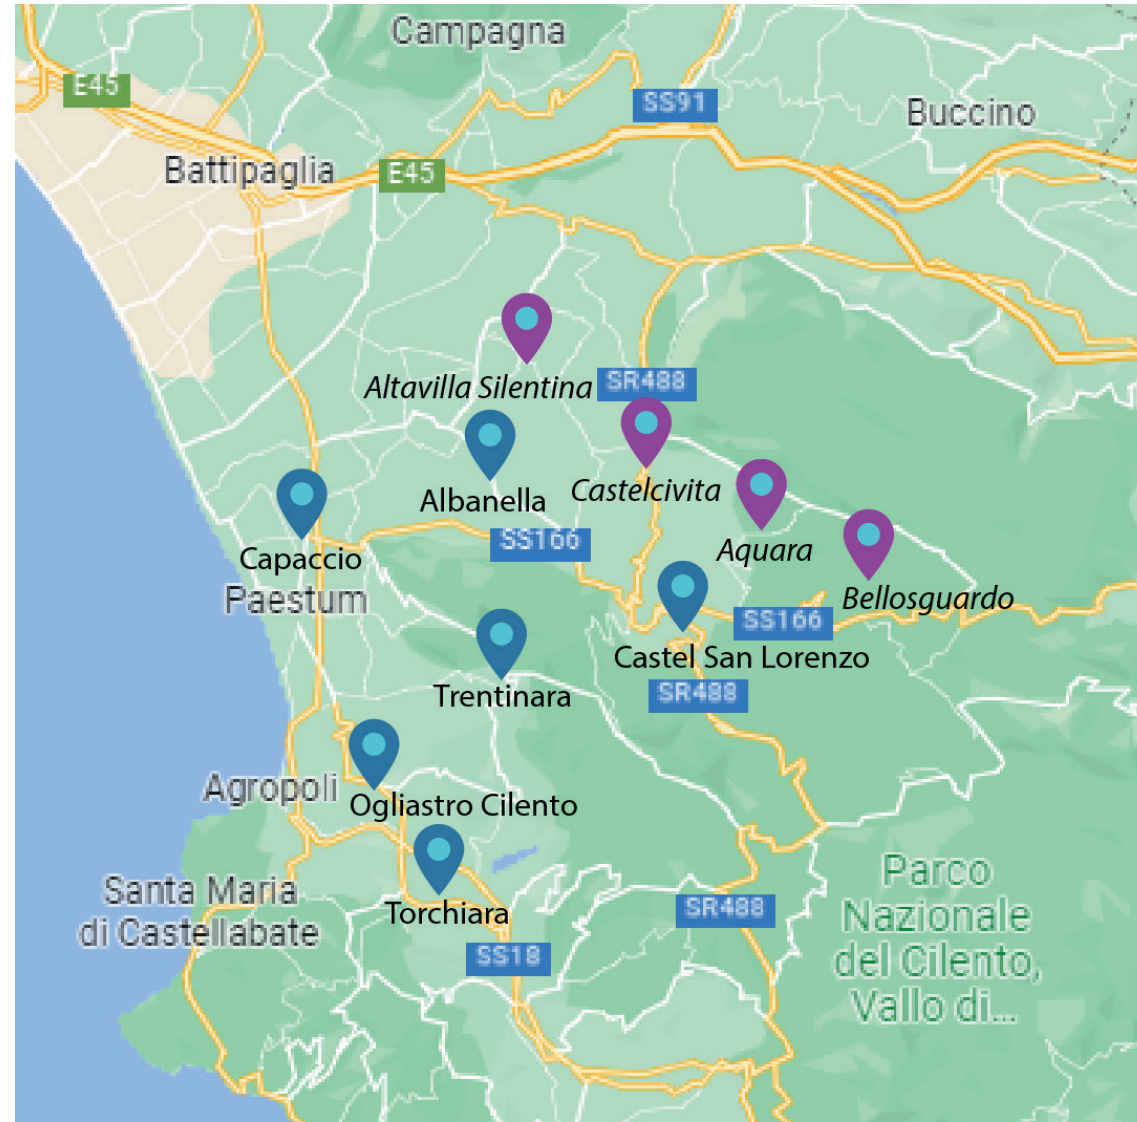 Campagna
E45
SS91
Buccino
Battipaglia
E45
Altavilla Silentina
SR488
Albanella
Castelcivita
SS166
Aquara
Capaccio
Paestum
Bellosguardo
SS166
Castel San Lorenzo
Trentinara
SR488
Agropoli
Ogliastro Cilento
Santa Maria
di Castellabate
Torchiara
SR488
SS18
Parco
Nazionale
del Cilento,
Vallo di...